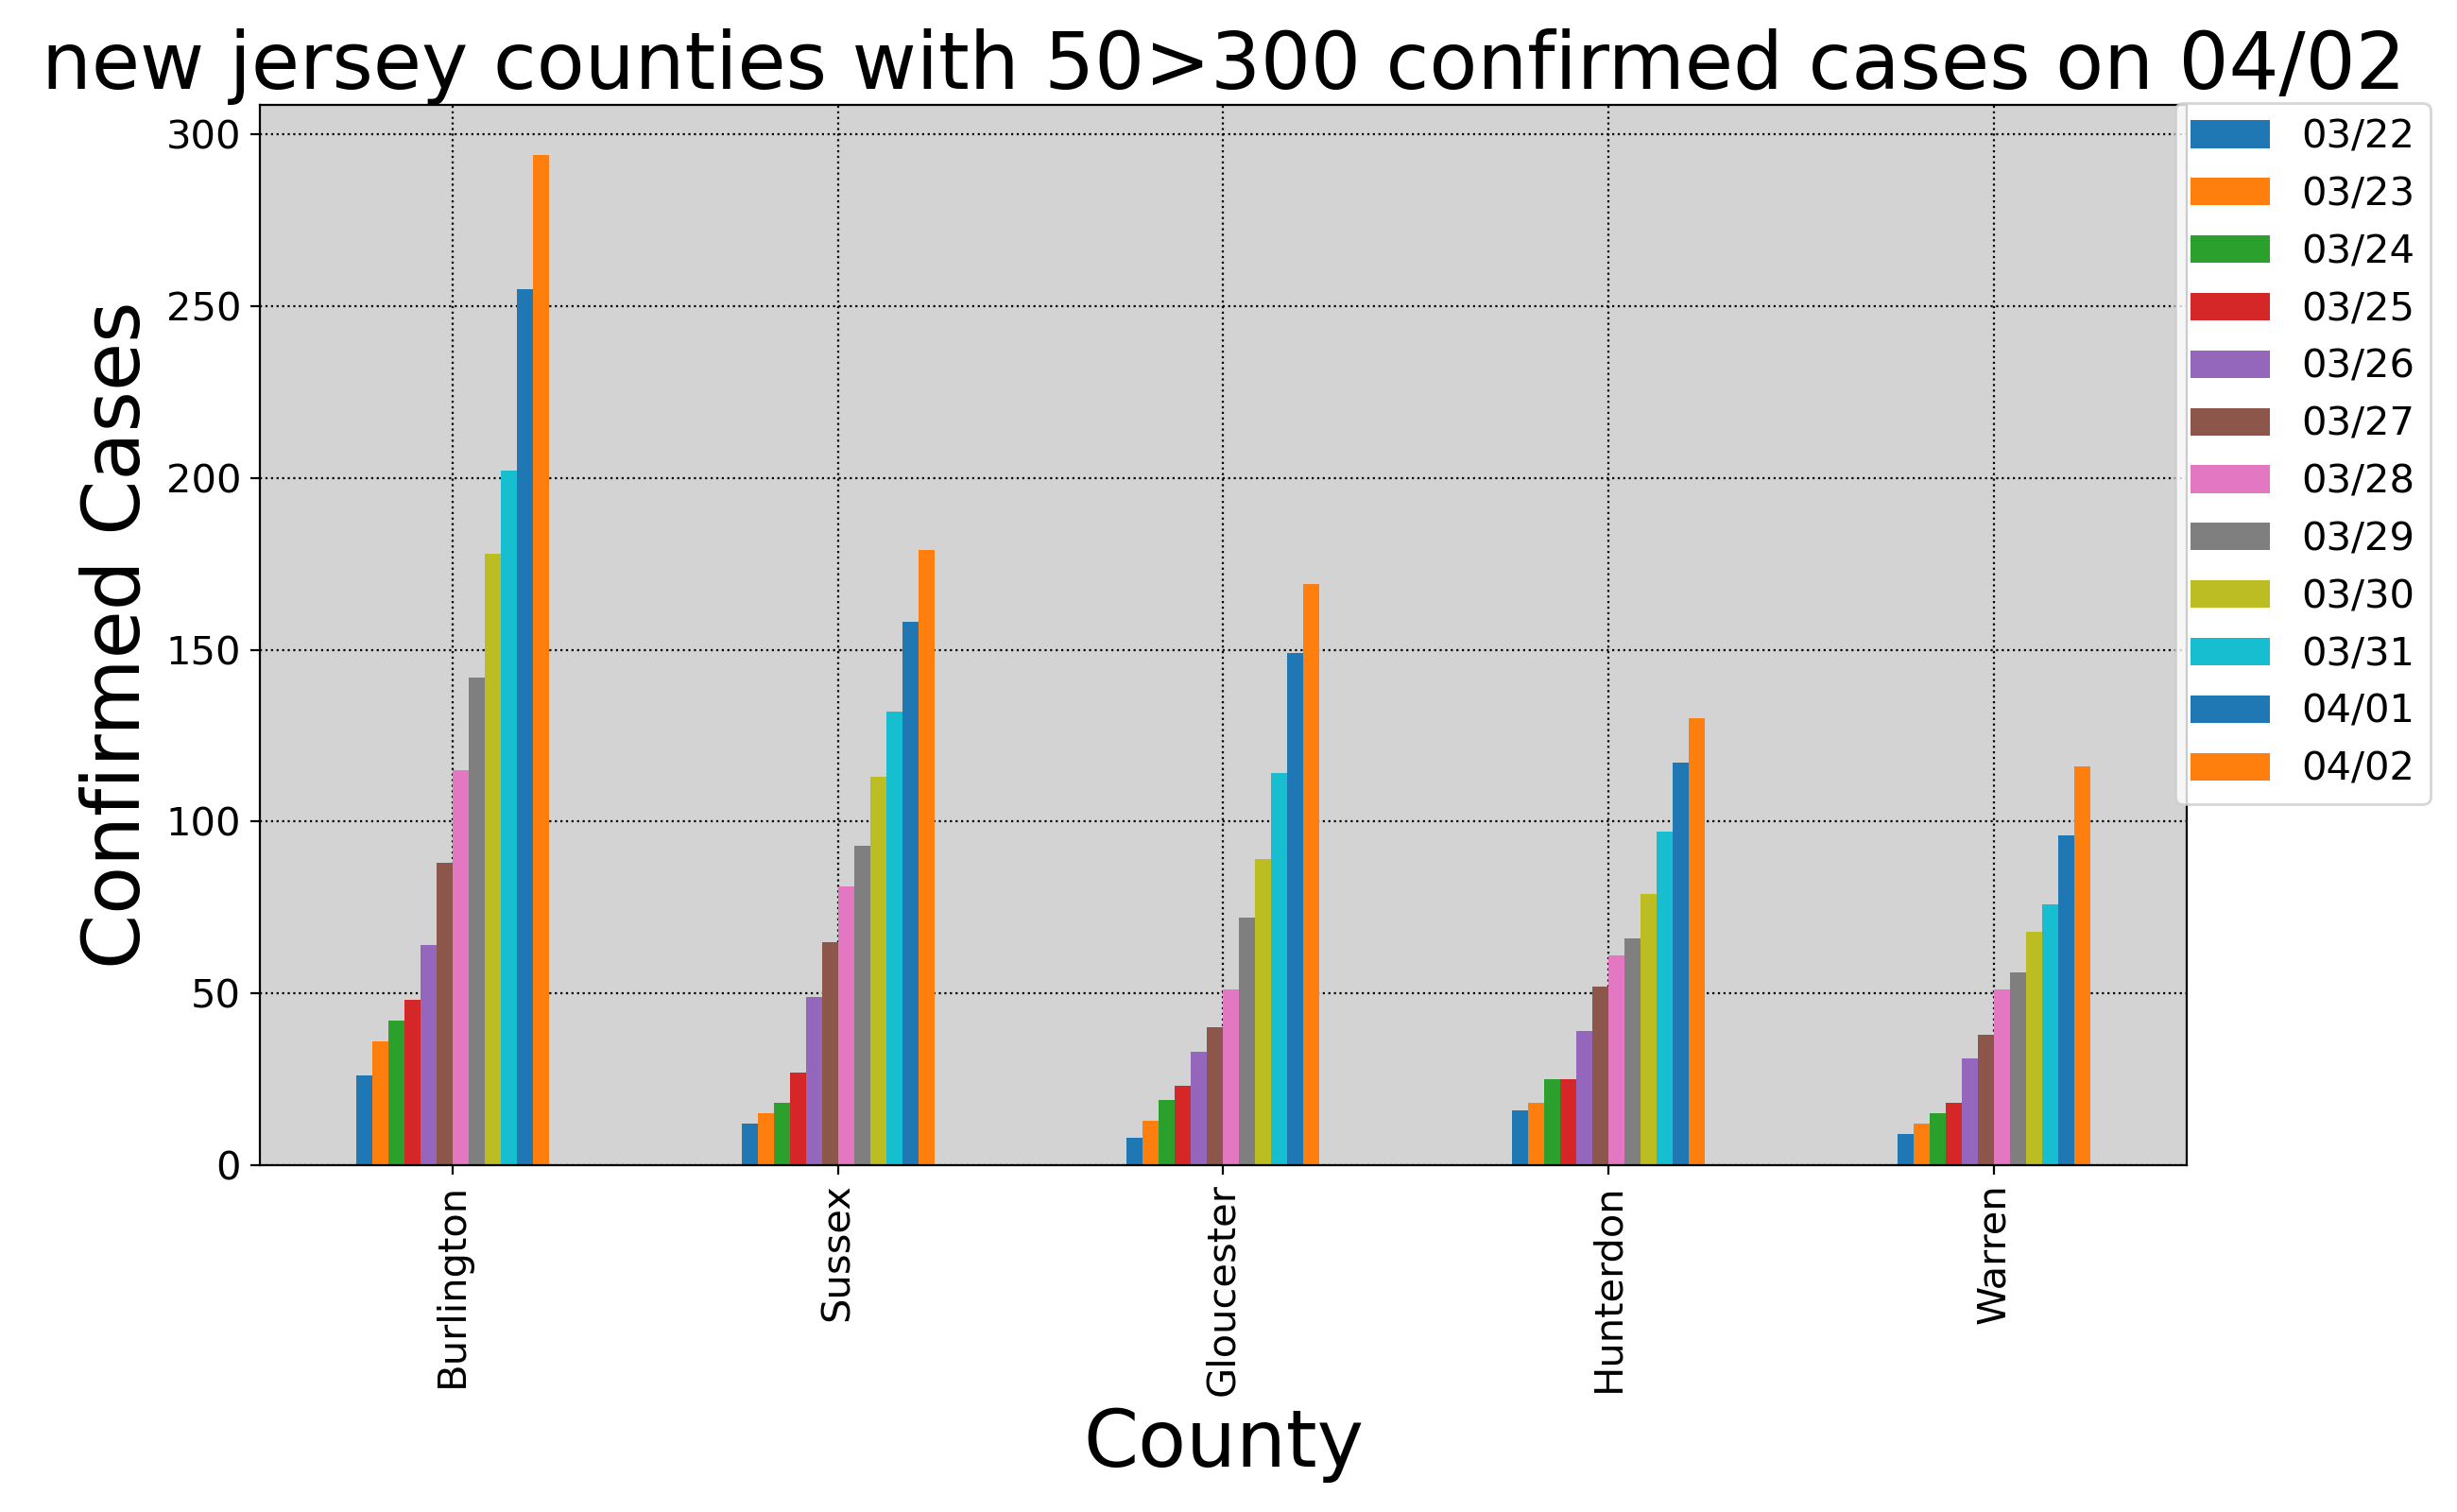 new jersey counties with 50>300 confirmed cases on 04/02
Confirmed Cases
300
250
200
150
100
50
0
03/22
03/23
03/24
03/25
03/26
03/27
03/28
03/29
03/30
03/31
04/01
04/02
Burlington
Sussex
Gloucester
Hunterdon
Warren
County